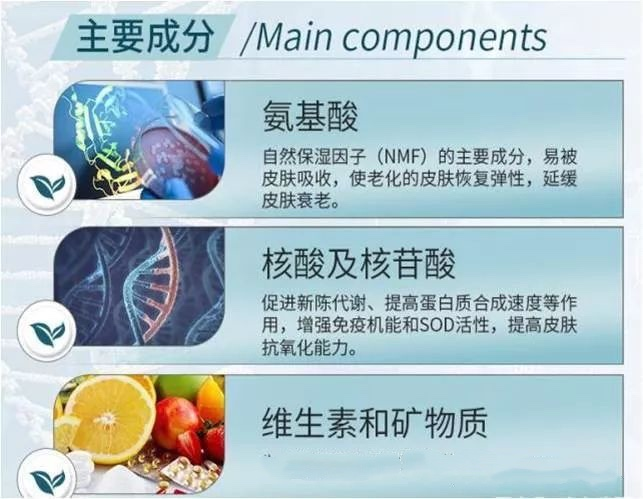 主要成分 /Main components
氨基酸
自然保湿因子（NMF）的主要成分，易被
皮肤吸收，使老化的皮肤恢复弹性，延缓
皮肤衰老。
核酸及核苷酸
促进新陈代谢、提高蛋白质合成速度等作
用，增强免疫机能和SOD活性，提高皮肤
抗氧化能力。
维生素和矿物质